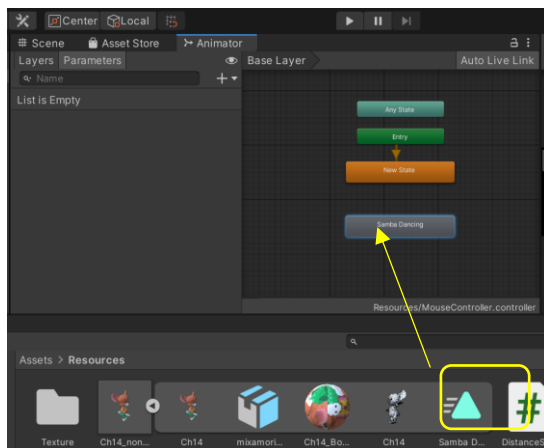 Center Local
Scene Asset Store Animator
Layers Parameters Base Layer Auto Live Link
Name
List is Empty
Any State
Entry
New State
Samba Dancing
Resources/MouseController.controller
Assets > Resources
Texture Ch14_non... Ch14 mixamori... Ch14_Bo... Ch14 Samba D... DistanceS